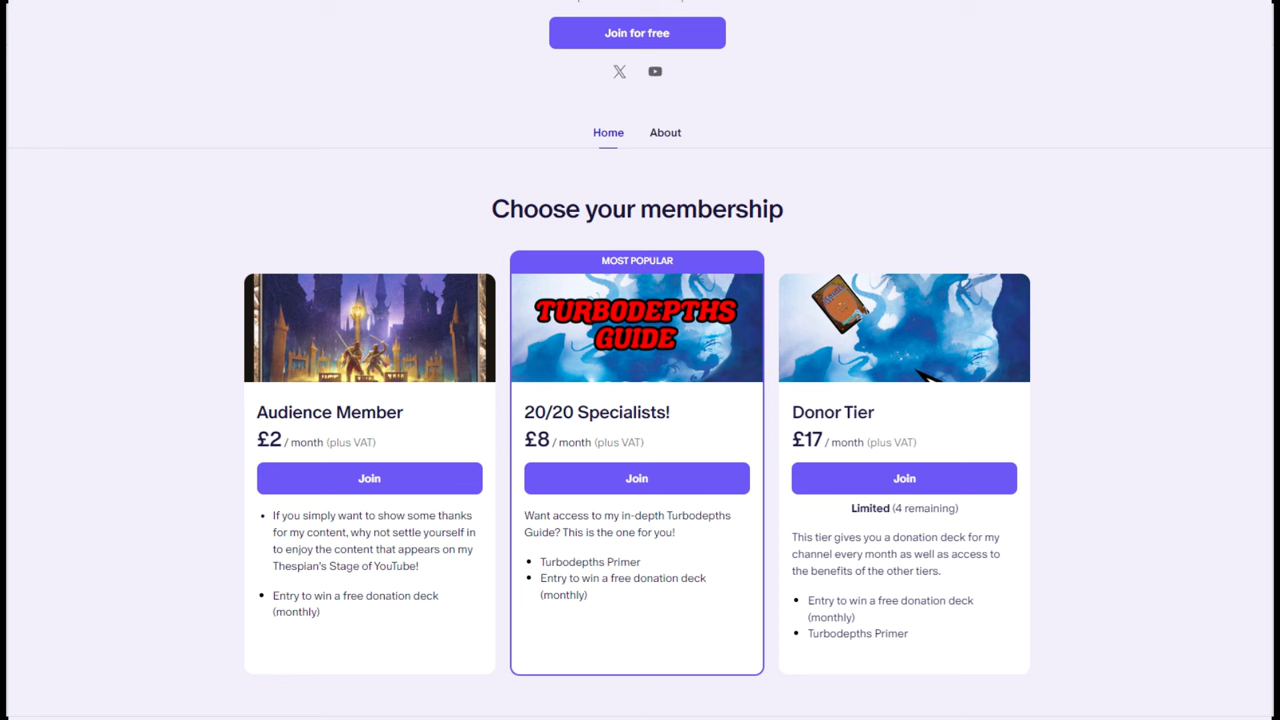 Join for free
Home About
Choose your membership
MOST POPULAR
TURBODEPTHS
GUIDE
Audience Member
£2 / month (plus VAT)
Join
• If you simply want to show some thanks
for my content, why not settle yourself in
to enjoy the content that appears on my
Thespian's Stage of YouTube!
• Entry to win a free donation deck
(monthly)
20/20 Specialists!
£8 / month (plus VAT)
Join
Want access to my in-depth Turbodepths
Guide? This is the one for you!
• Turbodepths Primer
• Entry to win a free donation deck
(monthly)
Donor Tier
£17 / month (plus VAT)
Join
Limited (4 remaining)
This tier gives you a donation deck for my
channel every month as well as access to
the benefits of the other tiers.
• Entry to win a free donation deck
(monthly)
• Turbodepths Primer